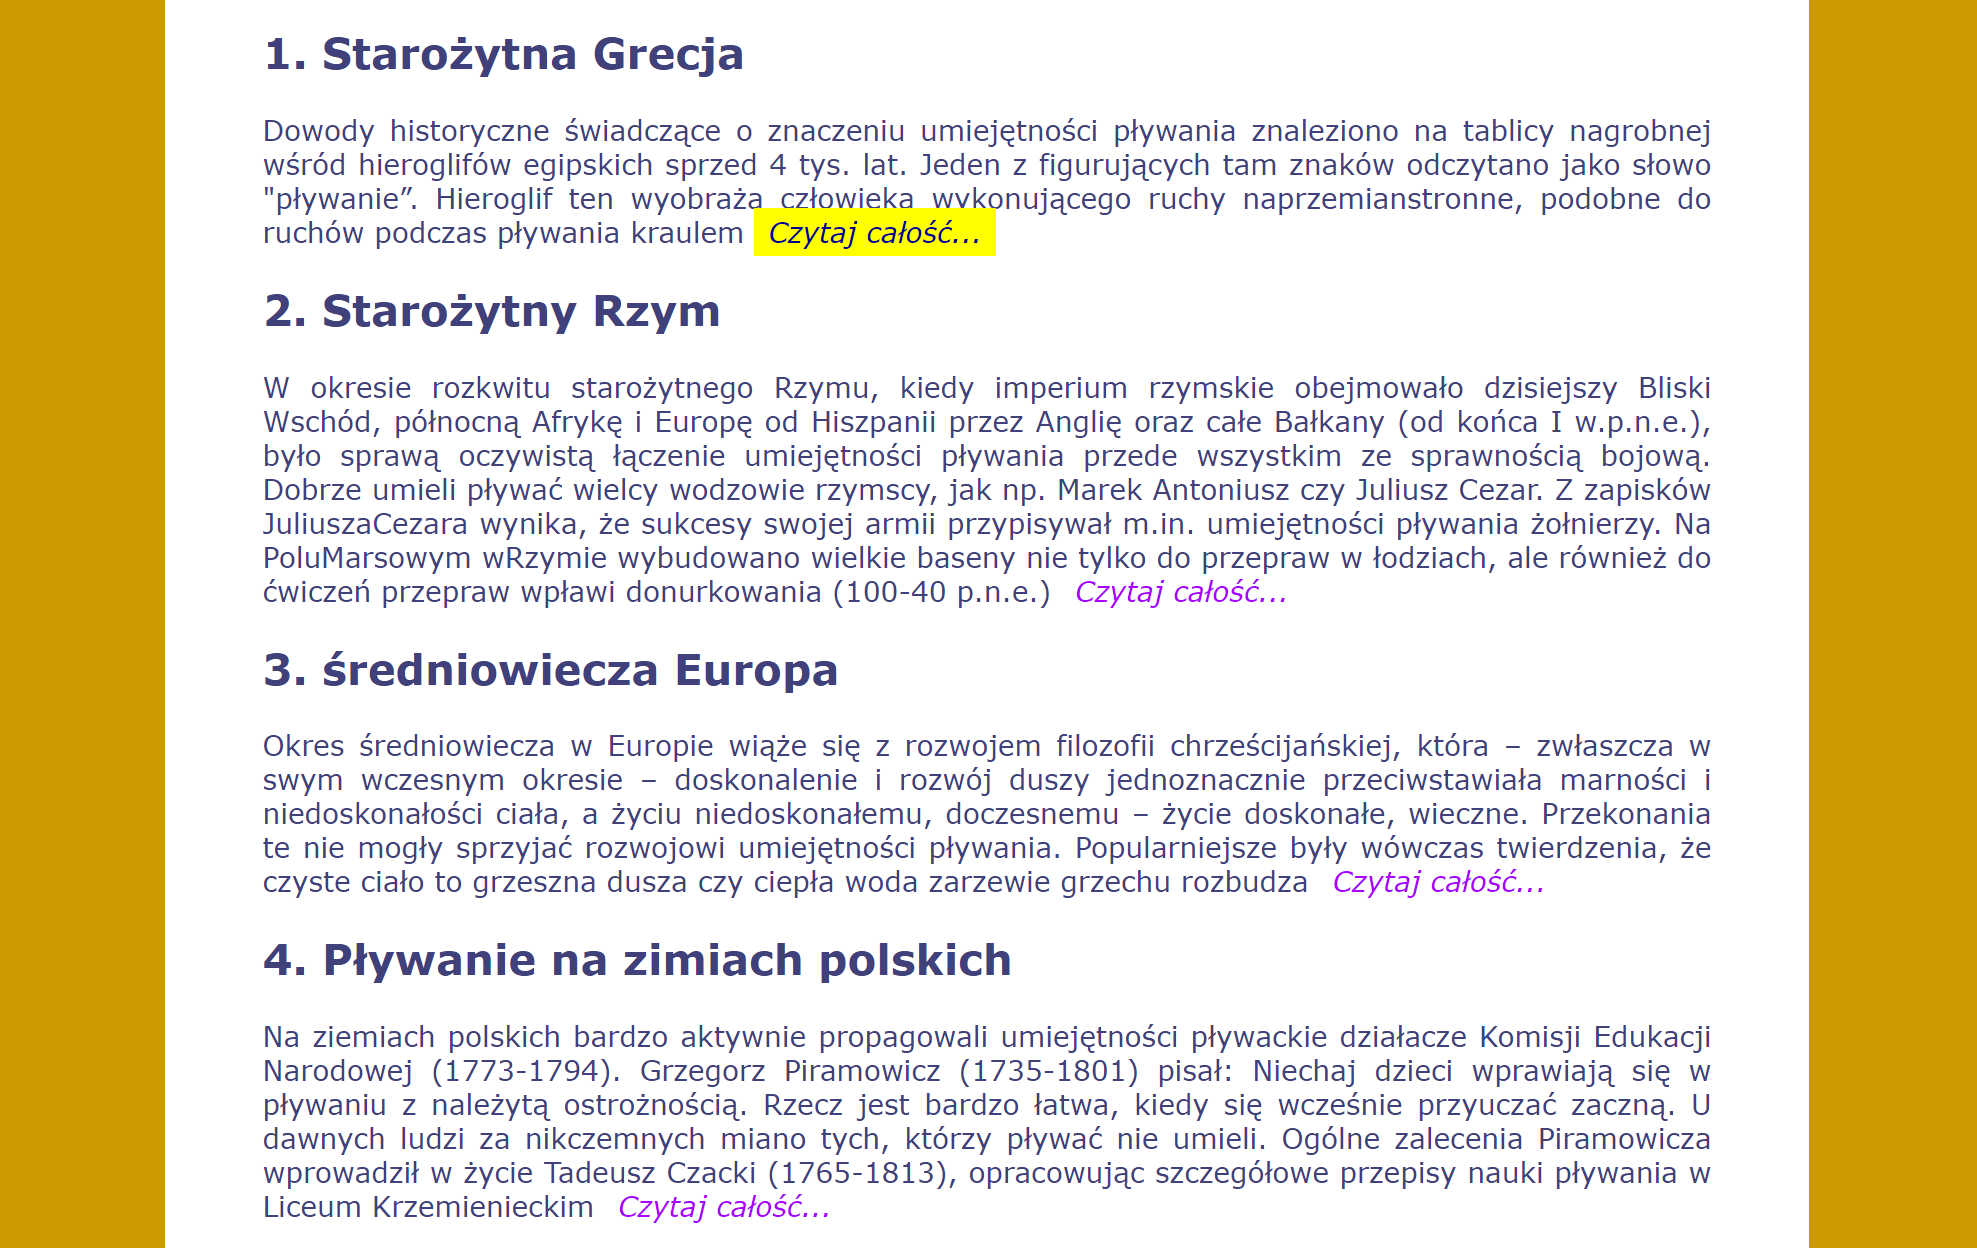 1. Starożytna Grecja
Dowody historyczne świadczące o znaczeniu umiejętności pływania znaleziono na tablicy nagrobnej
wśród hieroglifów egipskich sprzed 4 tys. lat. Jeden z figurujących tam znaków odczytano jako słowo
"pływanie”. Hieroglif ten wyobraża człowieka wykonującego ruchy naprzemianstronne, podobne do
ruchów podczas pływania kraulem Czytaj całość...
2. Starożytny Rzym
W okresie rozkwitu starożytnego Rzymu, kiedy imperium rzymskie obejmowało dzisiejszy Bliski
Wschód, północną Afrykę i Europę od Hiszpanii przez Anglię oraz całe Bałkany (od końca I w.p.n.e.),
było sprawą oczywistą łączenie umiejętności pływania przede wszystkim ze sprawnością bojową.
Dobrze umieli pływać wielcy wodzowie rzymscy, jak np. Marek Antoniusz czy Juliusz Cezar. Z zapisków
JuliuszaCezara wynika, że sukcesy swojej armii przypisywał m.in. umiejętności pływania żołnierzy. Na
PoluMarsowym wRzymie wybudowano wielkie baseny nie tylko do przepraw w łodziach, ale również do
ćwiczeń przepraw wpławi donurkowania (100-40 p.n.e.) Czytaj całość...
3. średniowiecza Europa
Okres średniowiecza w Europie wiąże się z rozwojem filozofii chrześcijańskiej, która – zwłaszcza w
swym wczesnym okresie – doskonalenie i rozwój duszy jednoznacznie przeciwstawiała marności i
niedoskonałości ciała, a życiu niedoskonałemu, doczesnemu – życie doskonałe, wieczne. Przekonania
te nie mogły sprzyjać rozwojowi umiejętności pływania. Popularniejsze były wówczas twierdzenia, że
czyste ciało to grzeszna dusza czy ciepła woda zarzewie grzechu rozbudza Czytaj całość...
4. Pływanie na zimiach polskich
Na ziemiach polskich bardzo aktywnie propagowali umiejętności pływackie działacze Komisji Edukacji
Narodowej (1773-1794). Grzegorz Piramowicz (1735-1801) pisał: Niechaj dzieci wprawiają się w
pływaniu z należytą ostrożnością. Rzecz jest bardzo łatwa, kiedy się wcześnie przyuczać zaczną. U
dawnych ludzi za nikczemnych miano tych, którzy pływać nie umieli. Ogólne zalecenia Piramowicza
wprowadził w życie Tadeusz Czacki (1765-1813), opracowując szczegółowe przepisy nauki pływania w
Liceum Krzemienieckim Czytaj całość...